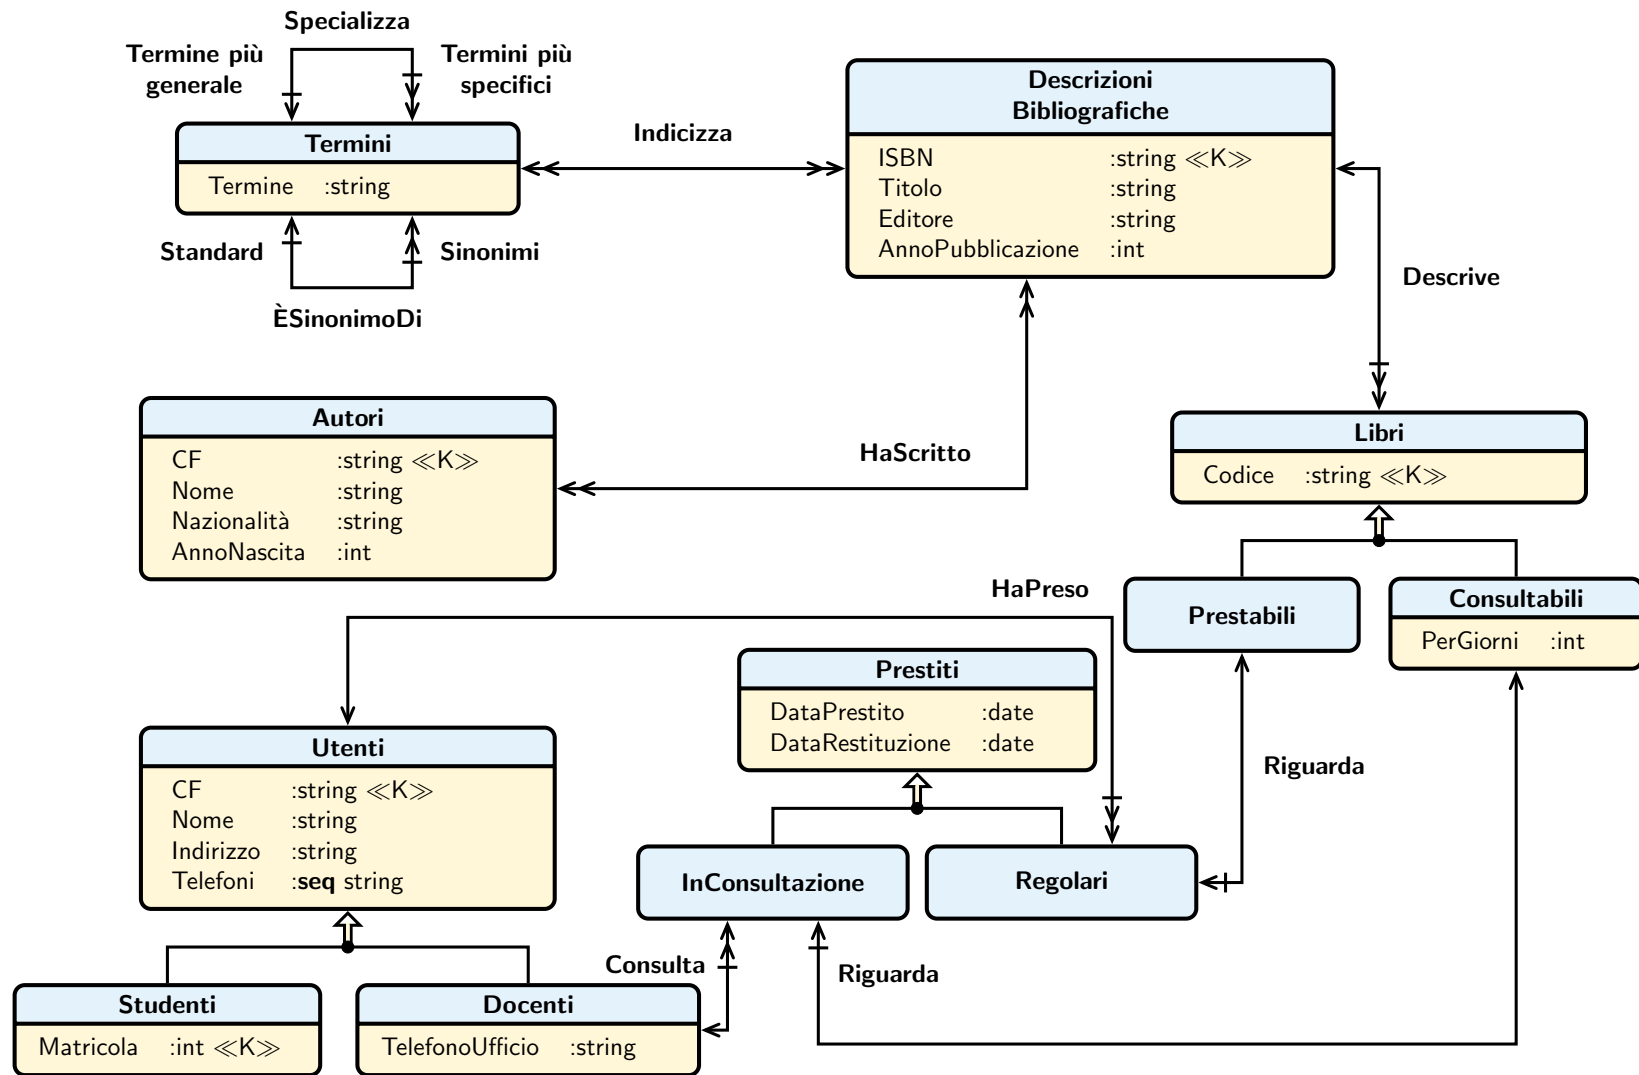 Specializza
Termine più
generale
Termini più
specifici
Termini
Termine :string
Standard
Sinonimi
ÈSinonimoDi
Indicizza
Descrizioni
Bibliografiche
ISBN :string ≪K≫
Titolo :string
Editore :string
AnnoPubblicazione :int
Descrive
Autori
CF :string ≪K≫
Nome :string
Nazionalità :string
AnnoNascita :int
HaScritto
Libri
Codice :string ≪K≫
Prestabili
Consultabili
PerGiorni :int
HaPreso
Prestiti
DataPrestito :date
DataRestituzione :date
Riguarda
Utenti
CF :string ≪K≫
Nome :string
Indirizzo :string
Telefoni :seq string
InConsultazione
Regolari
Consulta
Riguarda
Studenti
Matricola :int ≪K≫
Docenti
TelefonoUfficio :string